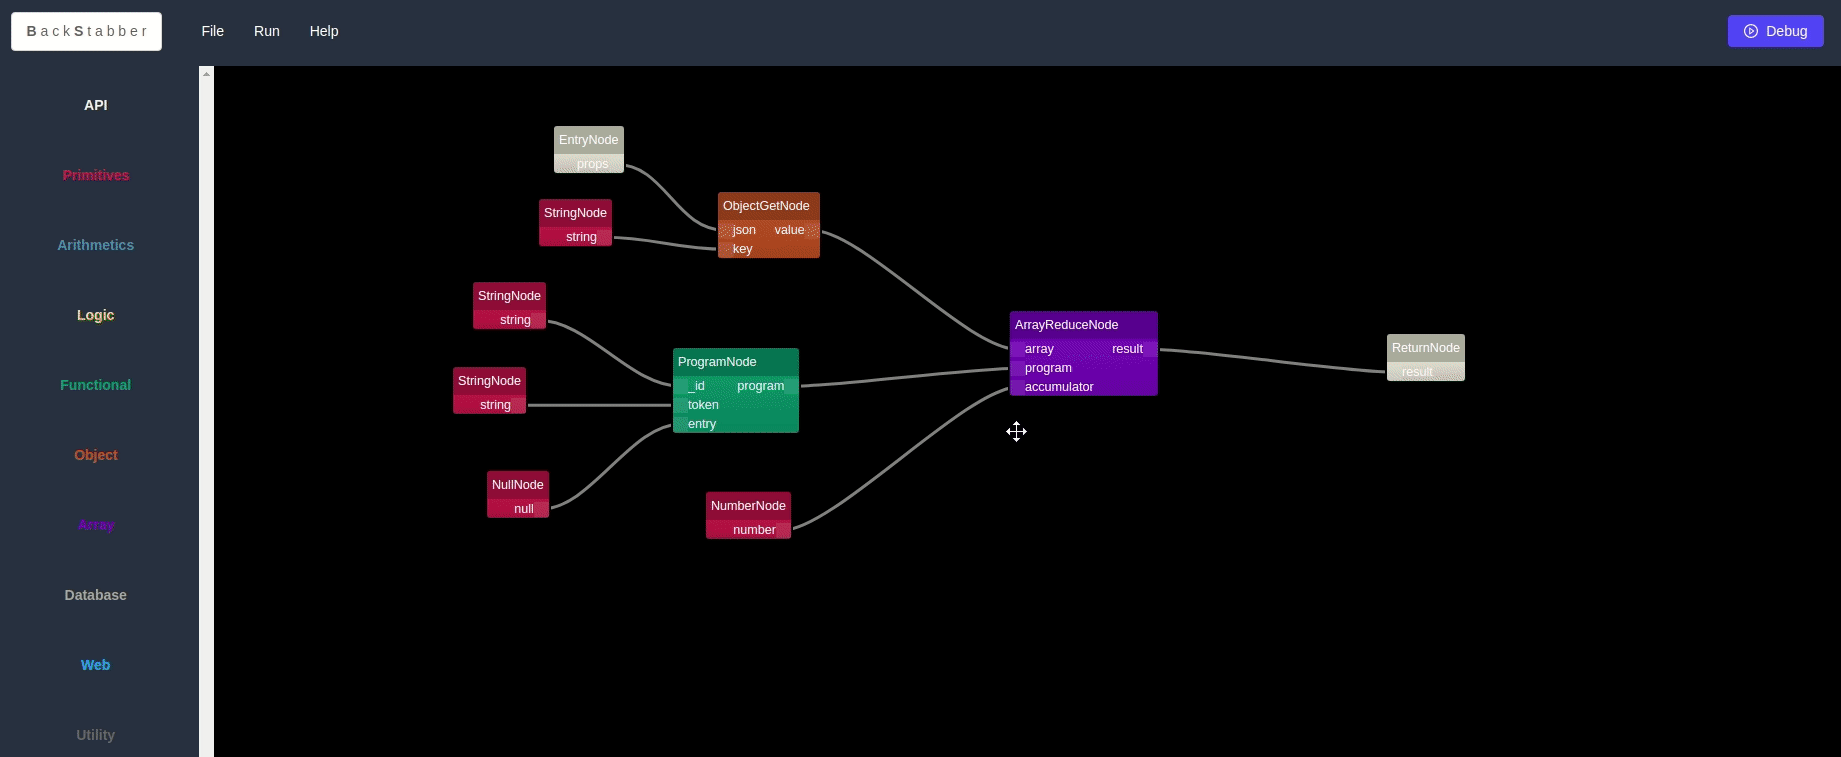 BackStabber
File
Run
Help
Debug
API
Primitives
Arithmetics
Logic
Functional
Object
Array
Database
Web
Utility
EntryNode
props
StringNode
string
ObjectGetNode
json value
key
StringNode
string
StringNode
string
ProgramNode
_id program
token
entry
NullNode
null
NumberNode
number
ArrayReduceNode
array result
program
accumulator
ReturnNode
result